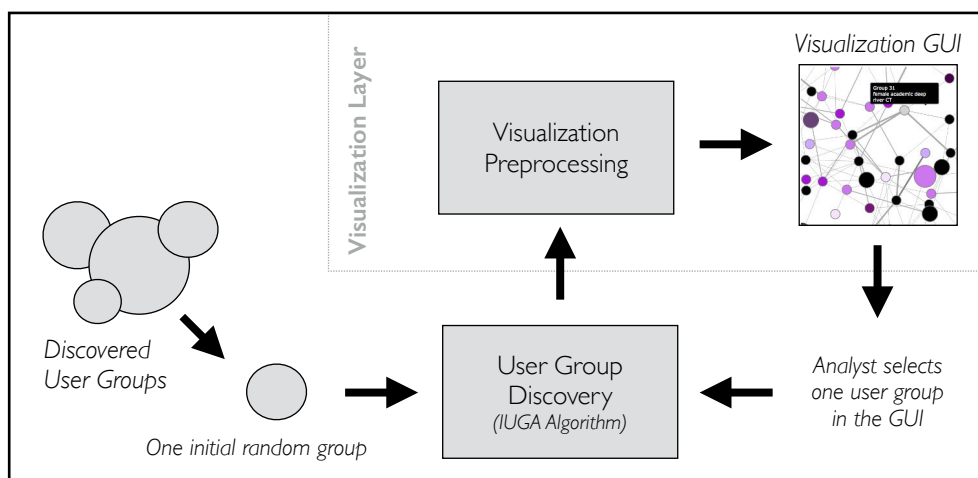 Visualization GUI
Group 31
female academic deep
river CT
Visualization Layer
Visualization
Preprocessing
Discovered
User Groups
One initial random group
User Group
Discovery
(IUGA Algorithm)
Analyst selects
one user group
in the GUI